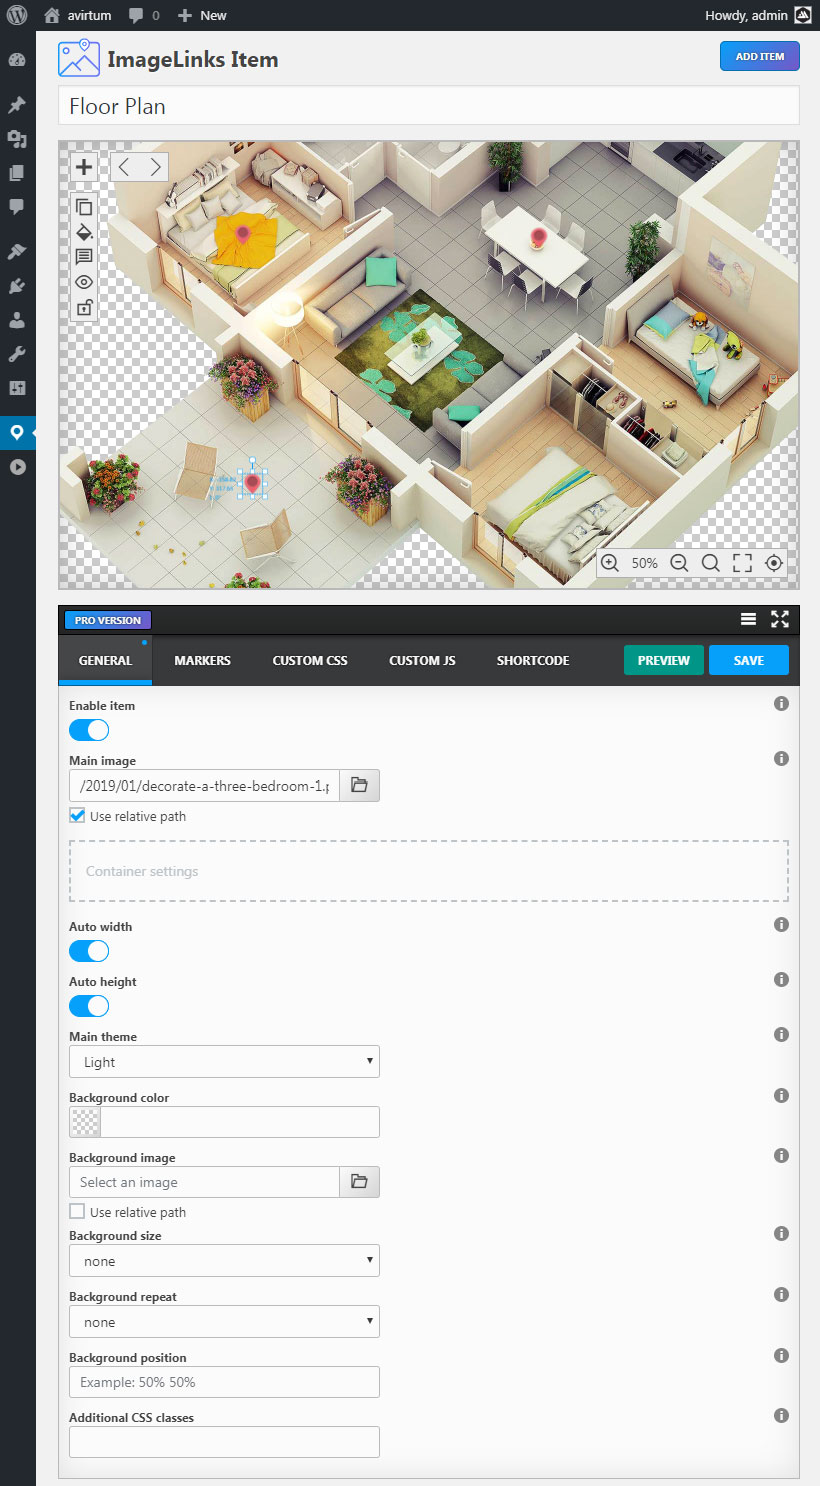 avirtum
0
New
Howdy, admin
ImageLinks Item
ADD ITEM
Floor Plan
50%
PRO VERSION
GENERAL
MARKERS
CUSTOM CSS
CUSTOM JS
SHORTCODE
PREVIEW
SAVE
Enable item
Main image
/2019/01/decorate-a-three-bedroom-1.p
Use relative path
Container settings
Auto width
Auto height
Main theme
Light
Background color
Background image
Select an image
Use relative path
Background size
none
Background repeat
none
Background position
Example: 50% 50%
Additional CSS classes